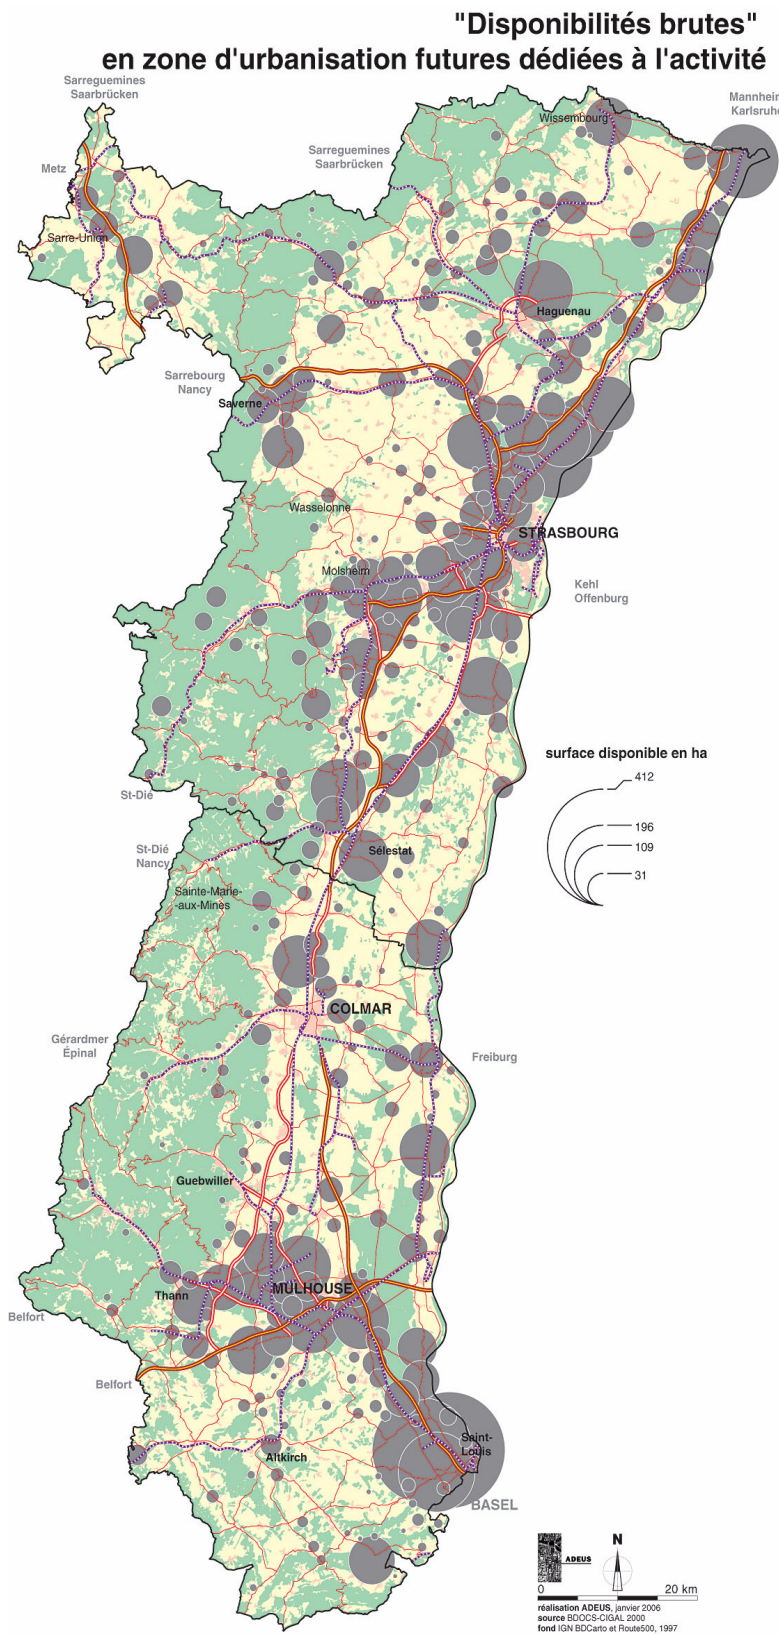 "Disponibilités brutes"
en zone d'urbanisation futures dédiées à l'activité
Sarreguemines
Saarbrücken
Mannheim
Karlsruhe
Wissembourg
Sarreguemines
Saarbrücken
Metz
Sarre-Union
Haguenau
Sarrebourg
Nancy
Saverne
Wasselonne
STRASBOURG
Molsheim
Kehl
Offenburg
surface disponible en ha
412
196
109
31
St-Dié
St-Dié
Nancy
Sélestat
Sainte-Marie-
-aux-Mines
COLMAR
Gérardmer
Épinal
Freiburg
Guebwiller
MULHOUSE
Thann
Belfort
Belfort
Saint-
Louis
Altkirch
BASEL
N
ADEUS
0 20 km
réalisation ADEUS, janvier 2006
source BDOCS-CIGAL 2000
fond IGN BDCarto et Route500, 1997